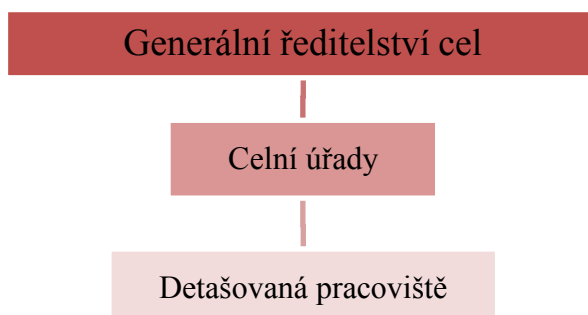 Generální ředitelství cel
Celní úřady
Detašovaná pracoviště